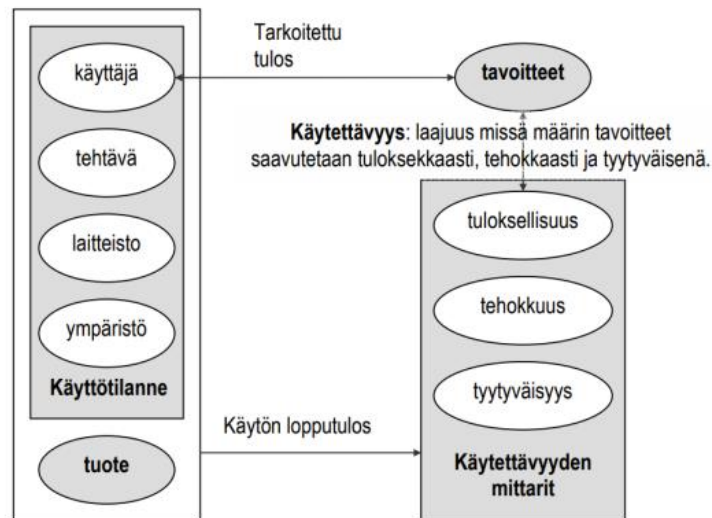 käyttäjä
tehtävä
laitteisto
ympäristö
Käyttötilanne
tuote
Tarkoitettu
tulos
tavoitteet
Käytettävyys: laajuus missä määrin tavoitteet
saavutetaan tuloksekkaasti, tehokkaasti ja tyytyväisenä.
tuloksellisuus
tehokkuus
tyytyväisyys
Käytettävyyden
mittarit
Käytön lopputulos